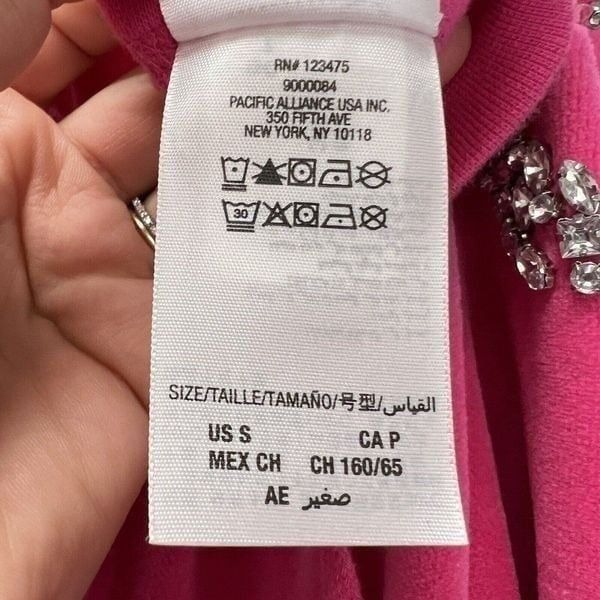 RN# 123475
9000084
PACIFIC ALLIANCE USA INC.
350 FIFTH AVE
NEW YORK, NY 10118
30
SIZE/TAILLE/TAMAÑO/号型/القياس
US S CA P
MEX CH CH 160/65
AE صغير